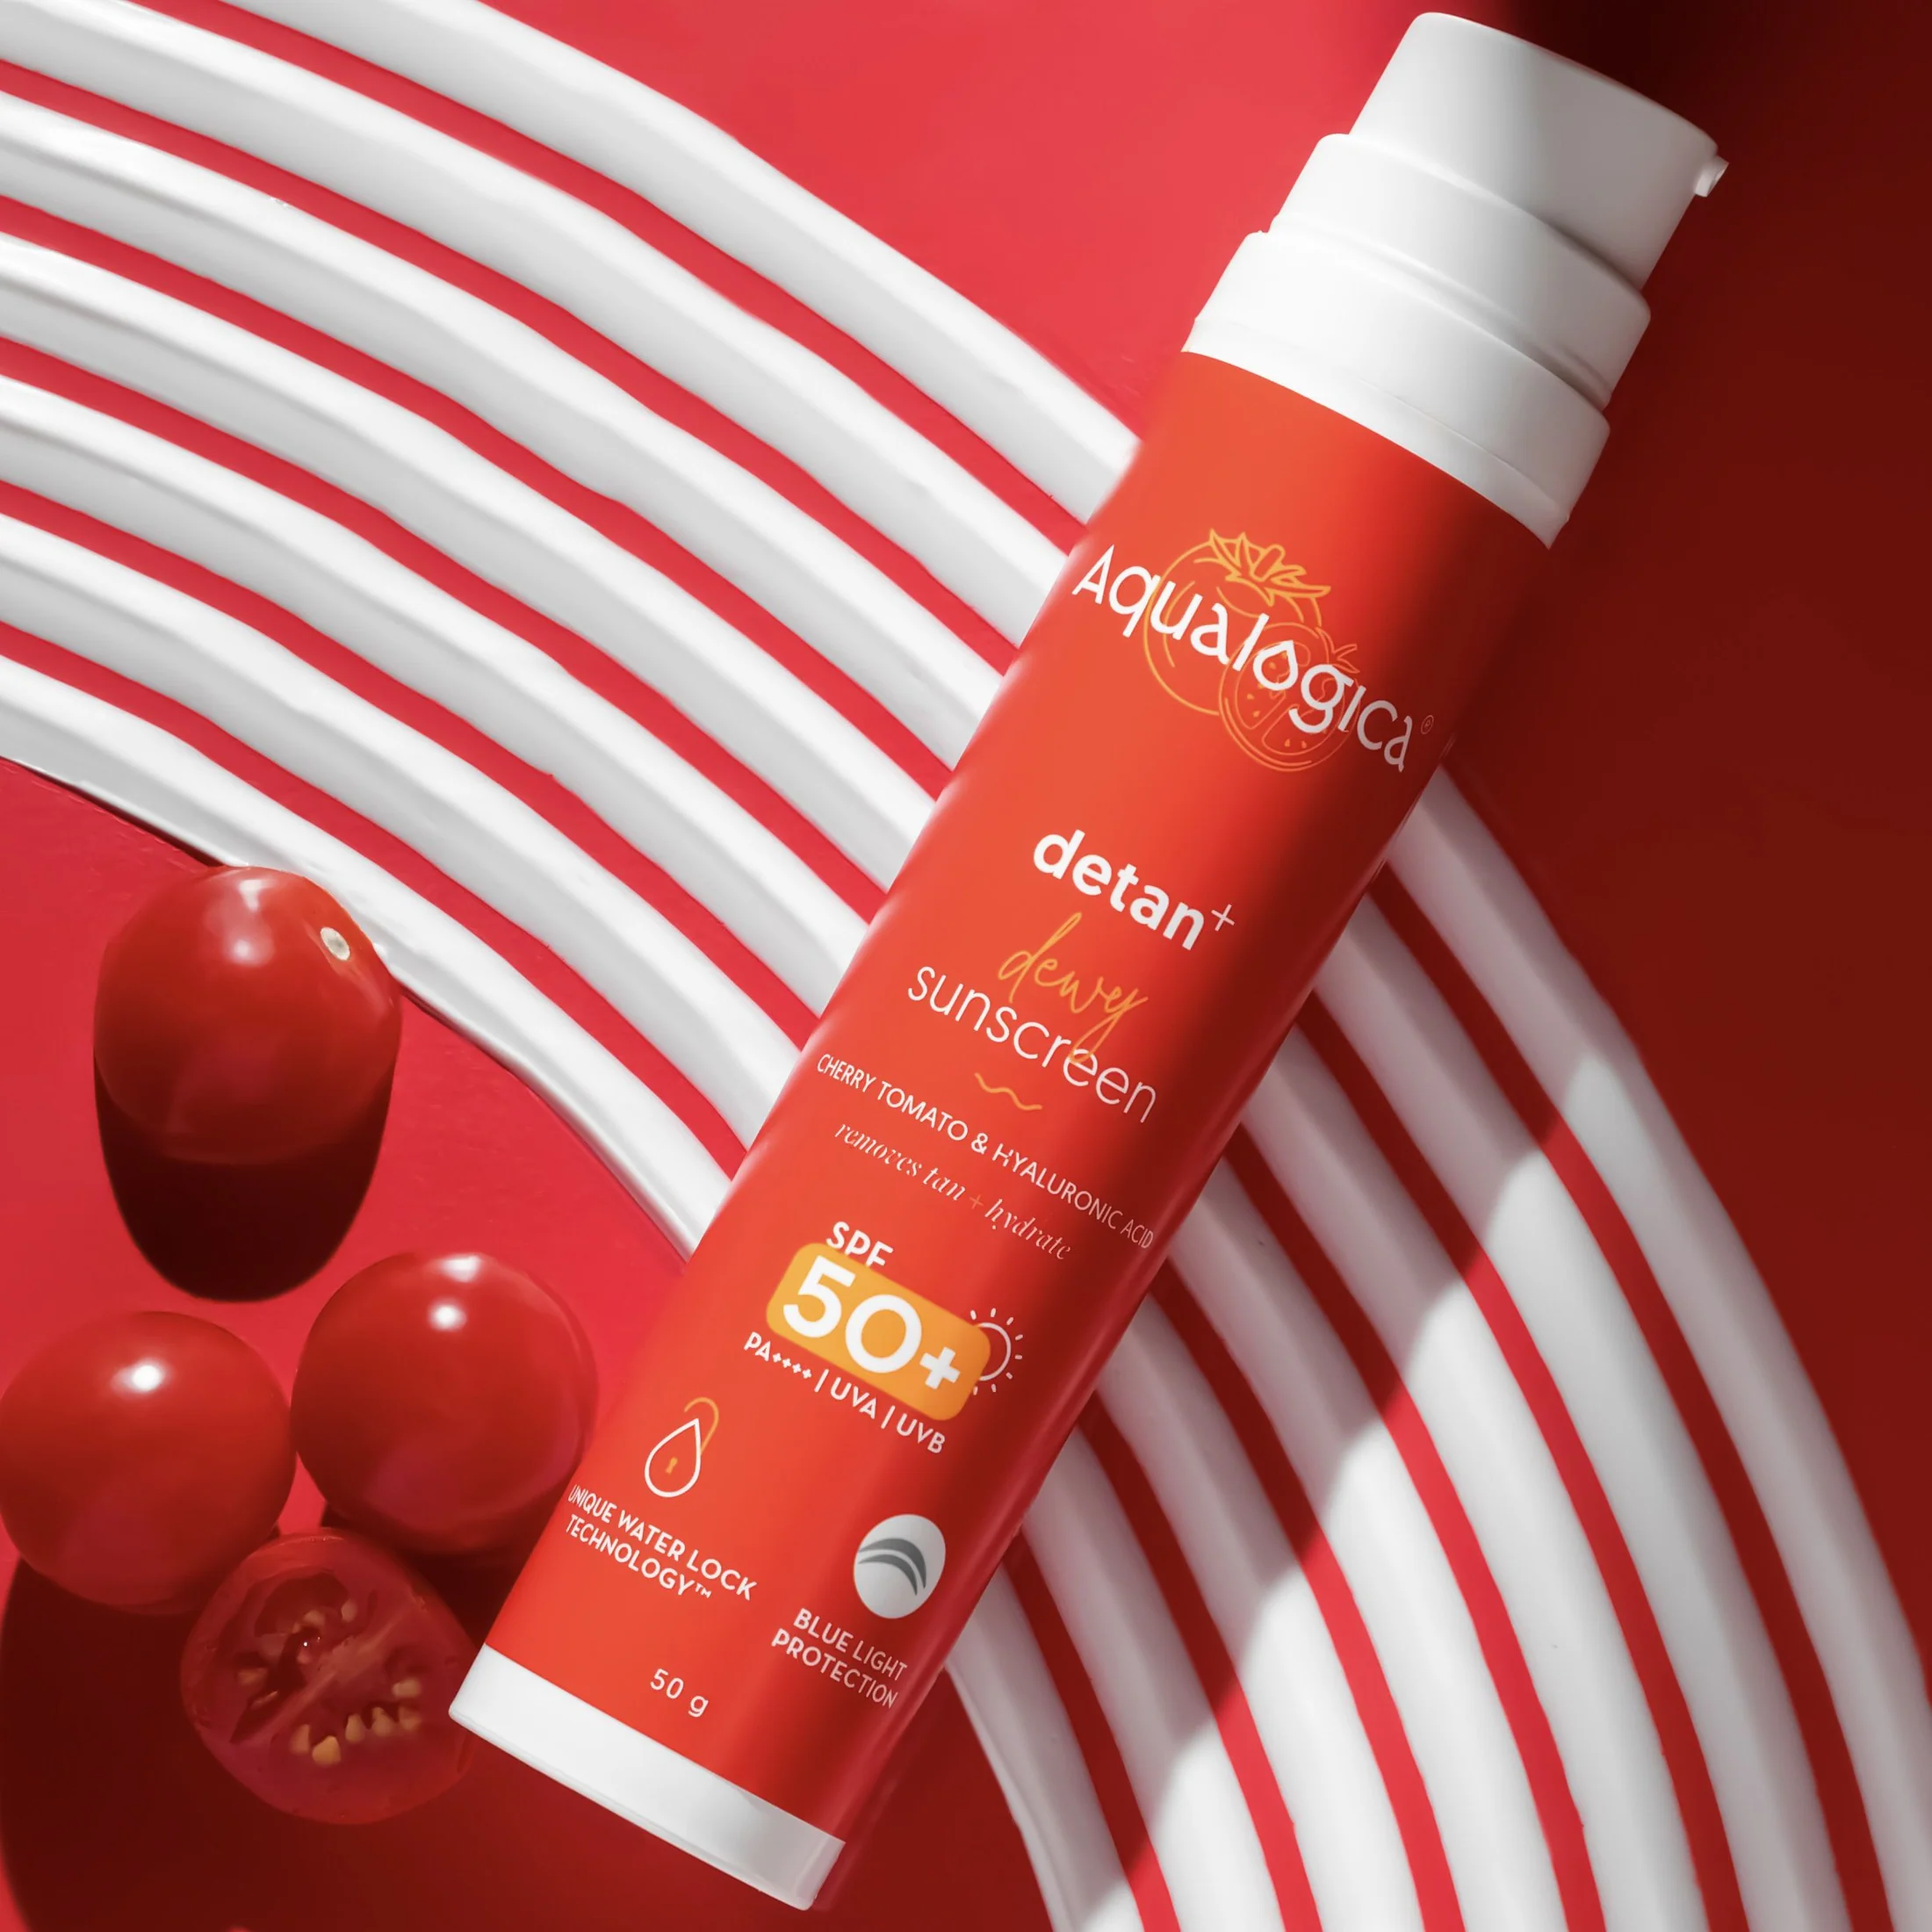 Aqualogica®
detan+
dewy
sunscreen
CHERRY TOMATO & HYALURONIC ACID
removes tan + hydrate
SPF
50+
PA++++ | UVA | UVB
UNIQUE WATER LOCK
TECHNOLOGY™
BLUE LIGHT
PROTECTION
50 g